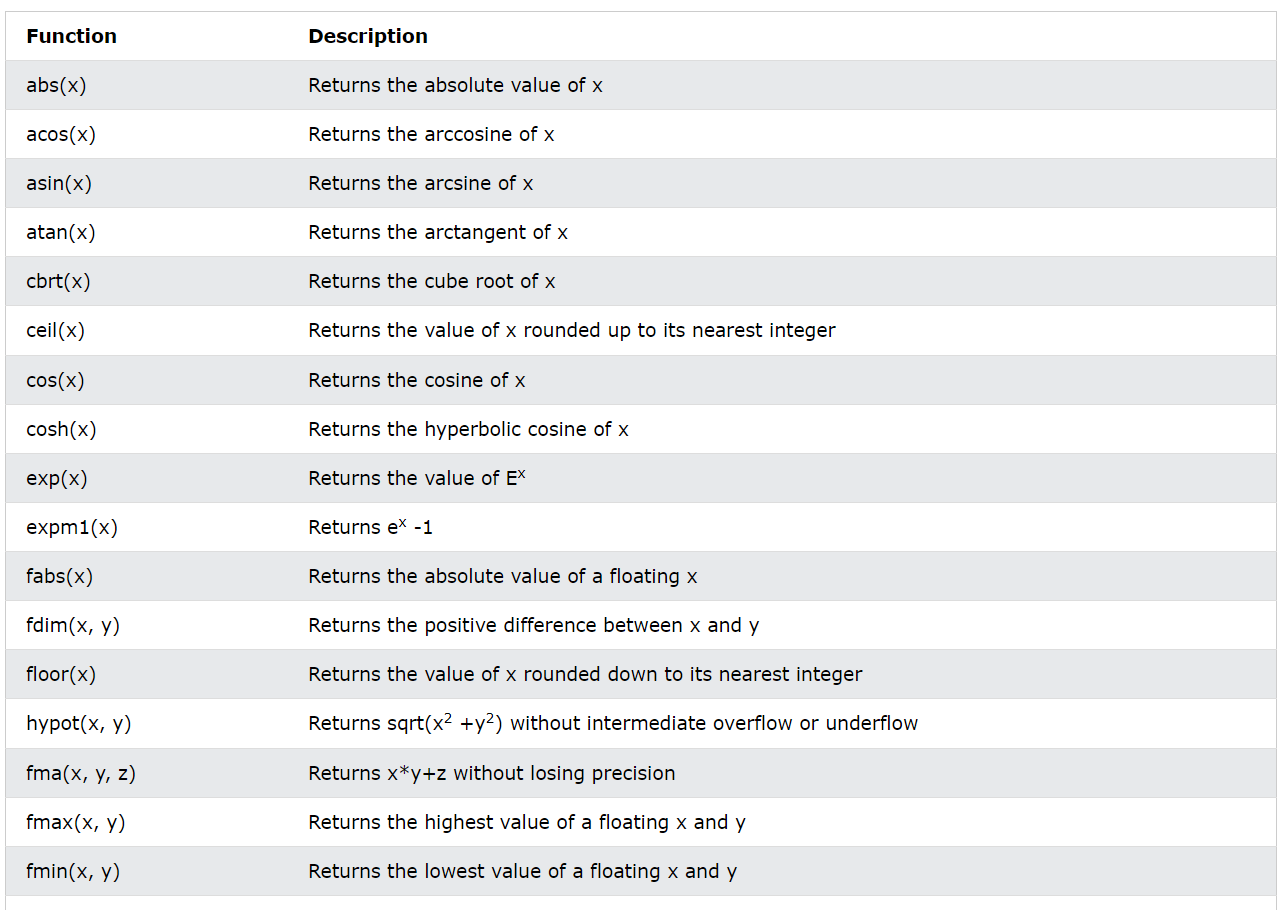 Function Description
abs(x) Returns the absolute value of x
acos(x) Returns the arccosine of x
asin(x) Returns the arcsine of x
atan(x) Returns the arctangent of x
cbrt(x) Returns the cube root of x
ceil(x) Returns the value of x rounded up to its nearest integer
cos(x) Returns the cosine of x
cosh(x) Returns the hyperbolic cosine of x
exp(x) Returns the value of Eˣ
expm1(x) Returns eˣ -1
fabs(x) Returns the absolute value of a floating x
fdim(x, y) Returns the positive difference between x and y
floor(x) Returns the value of x rounded down to its nearest integer
hypot(x, y) Returns sqrt(x² +y²) without intermediate overflow or underflow
fma(x, y, z) Returns x*y+z without losing precision
fmax(x, y) Returns the highest value of a floating x and y
fmin(x, y) Returns the lowest value of a floating x and y